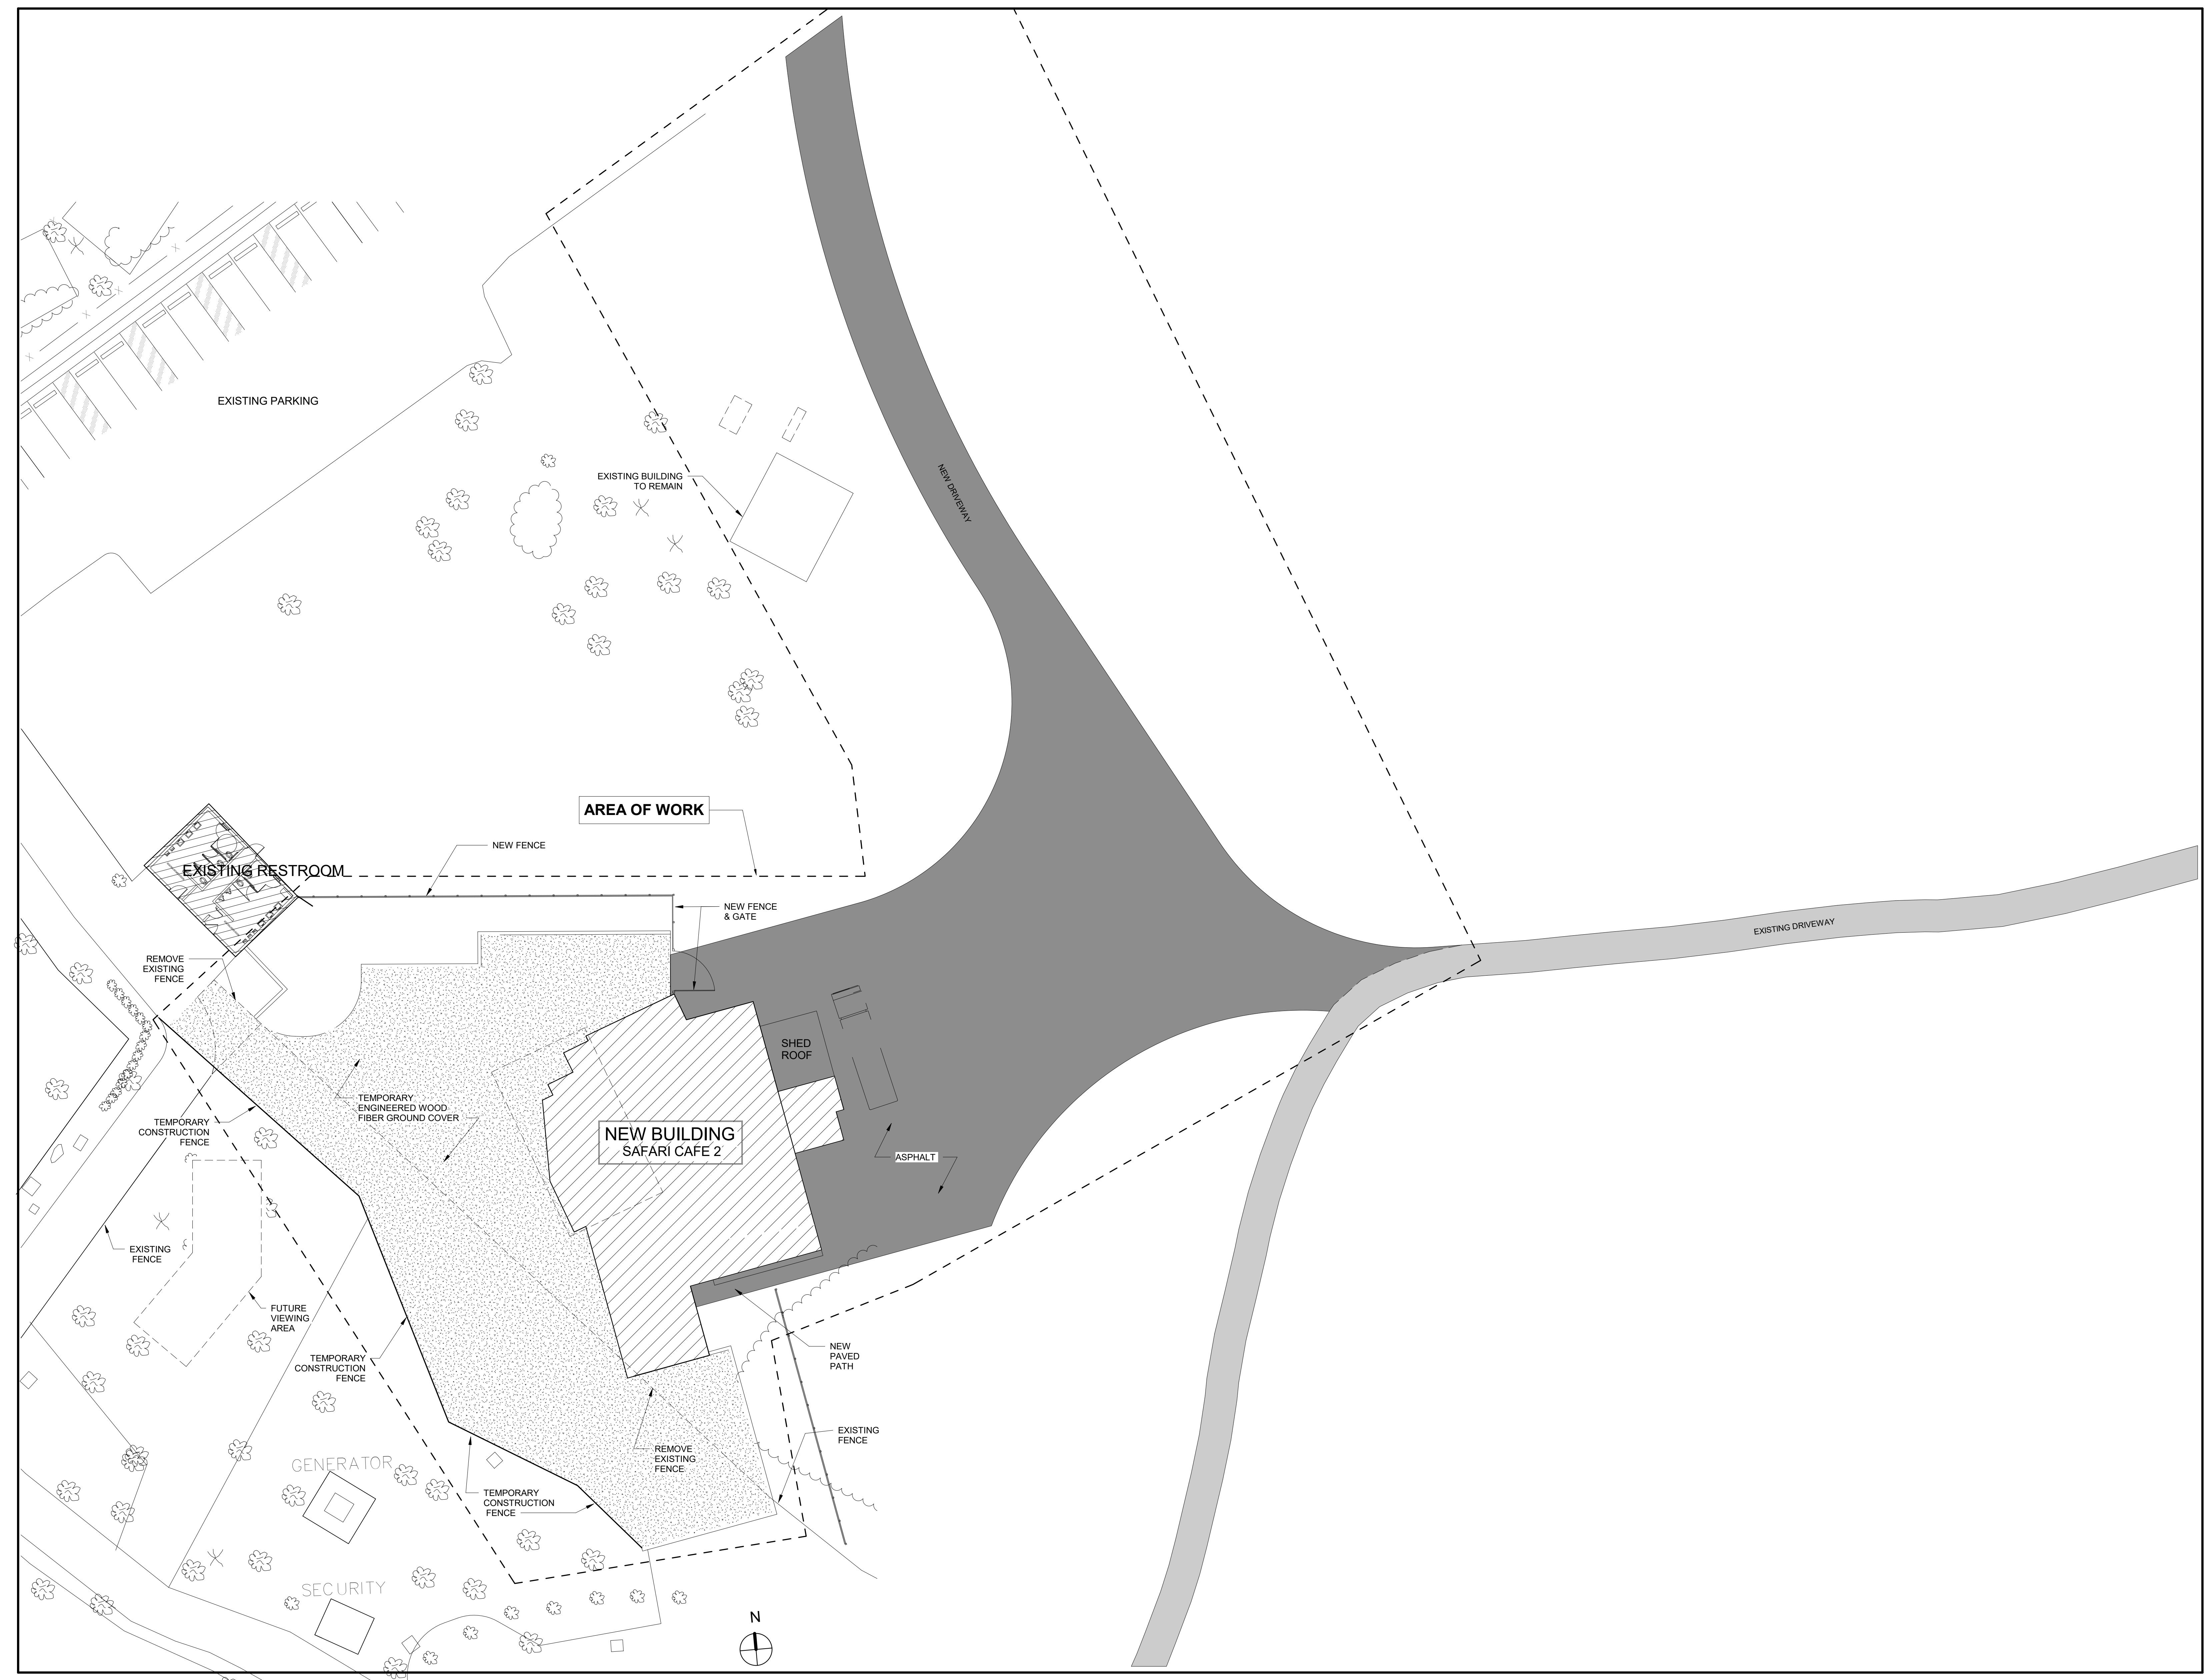 EXISTING PARKING
EXISTING BUILDING
TO REMAIN
NEW DRIVEWAY
AREA OF WORK
NEW FENCE
EXISTING RESTROOM
NEW FENCE
& GATE
EXISTING DRIVEWAY
REMOVE
EXISTING
FENCE
SHED
ROOF
TEMPORARY
ENGINEERED WOOD
FIBER GROUND COVER
TEMPORARY
CONSTRUCTION
FENCE
NEW BUILDING
SAFARI CAFE 2
ASPHALT
EXISTING
FENCE
FUTURE
VIEWING
AREA
TEMPORARY
CONSTRUCTION
FENCE
NEW
PAVED
PATH
EXISTING
FENCE
REMOVE
EXISTING
FENCE
GENERATOR
TEMPORARY
CONSTRUCTION
FENCE
SECURITY
N